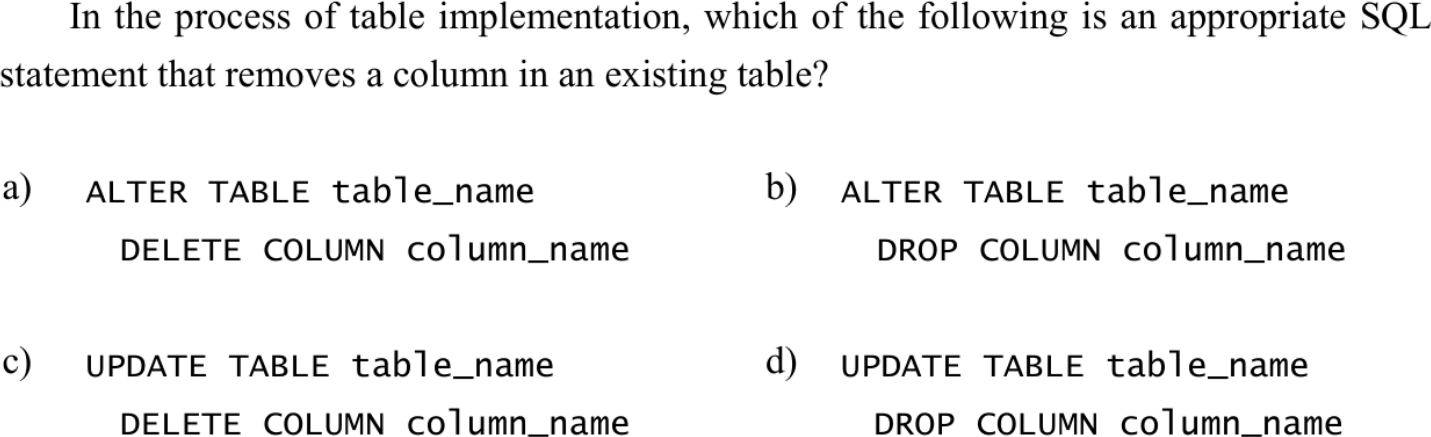 In the process of table implementation, which of the following is an appropriate SQL
statement that removes a column in an existing table?
a) ALTER TABLE table_name b) ALTER TABLE table_name
DELETE COLUMN column_name DROP COLUMN column_name
c) UPDATE TABLE table_name d) UPDATE TABLE table_name
DELETE COLUMN column_name DROP COLUMN column_name